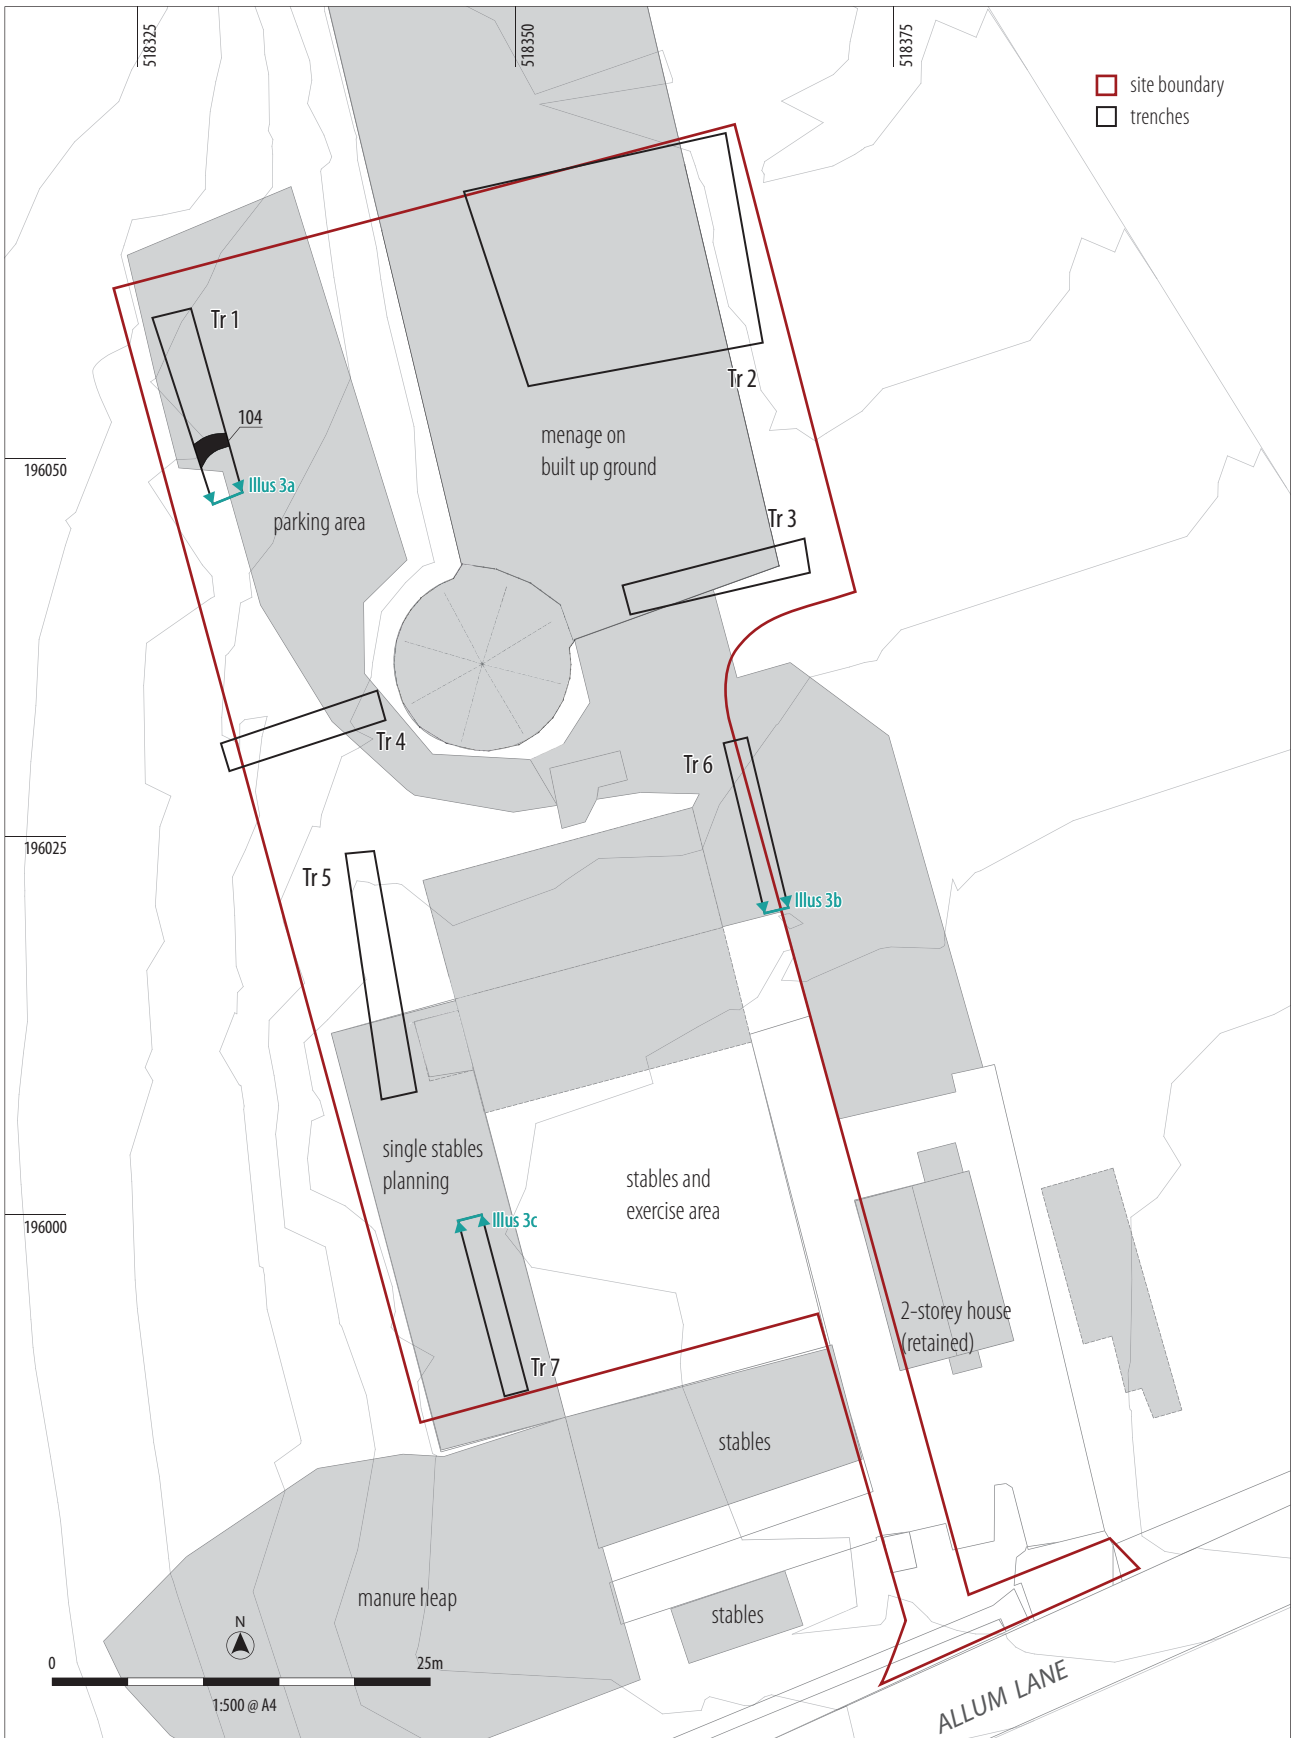 518325
518350
518375
site boundary
trenches
Tr 1
Tr 2
104
menage on
built up ground
196050
Illus 3a
parking area
Tr 3
Tr 4
Tr 6
196025
Tr 5
Illus 3b
single stables
planning
stables and
exercise area
196000
Illus 3c
2-storey house
(retained)
Tr 7
stables
manure heap
stables
N
0
25m
1:500 @ A4
ALLUM LANE